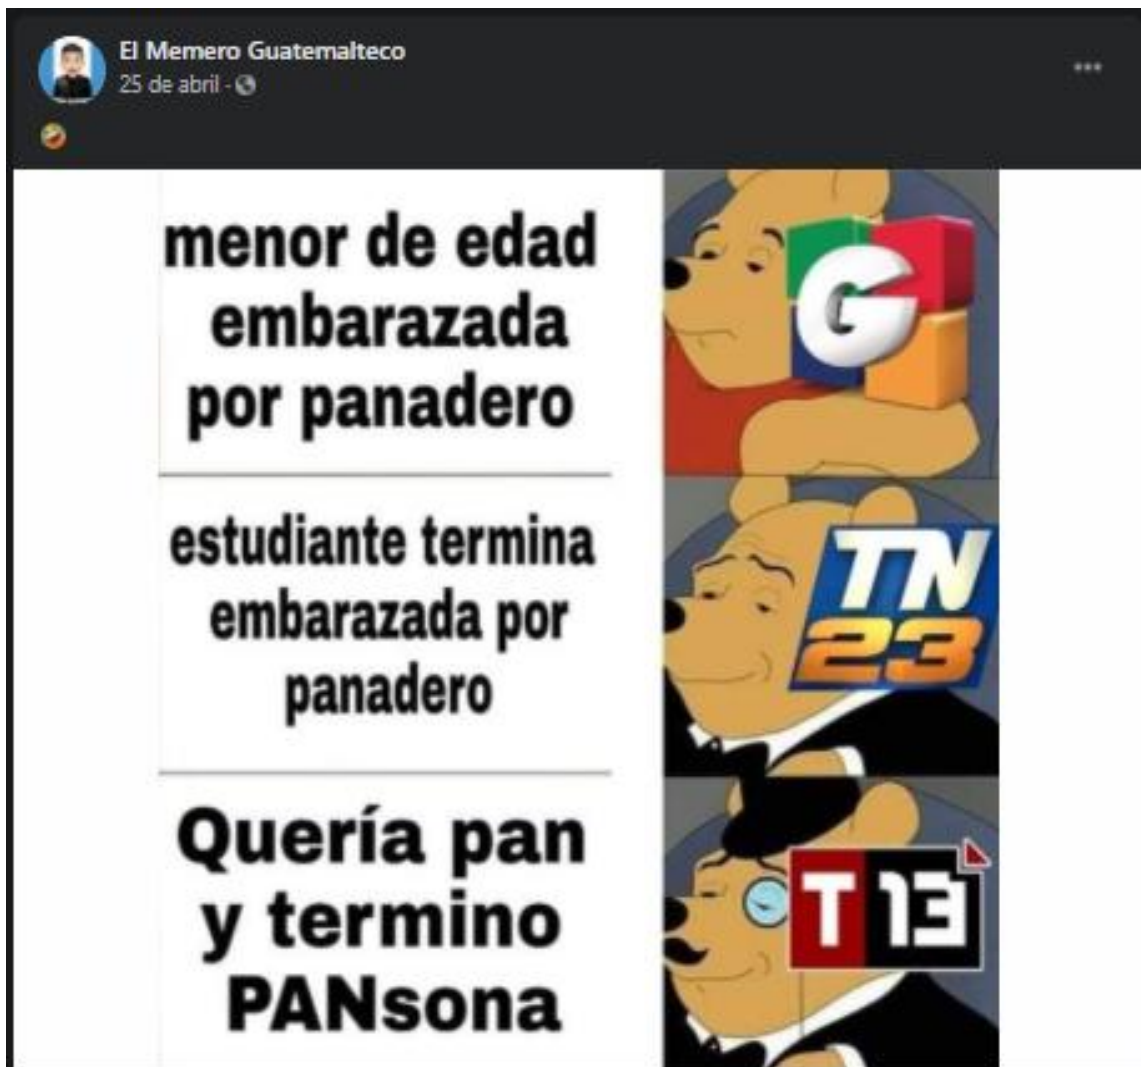 El Memero Guatemalteco
25 de abril ·
menor de edad
embarazada
por panadero
G
estudiante termina
embarazada por
panadero
TN
23
Quería pan
y termino
PANsona
T 13